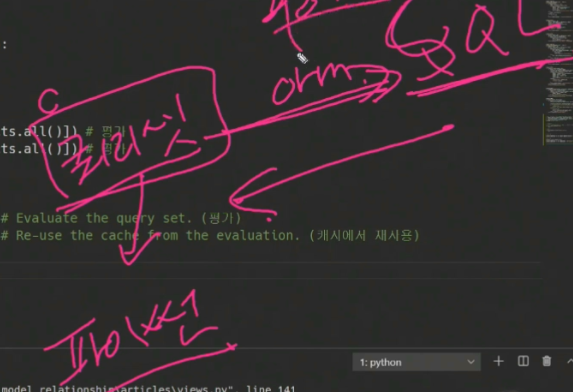 :
SQL
orm
C
ts.all()]) # 평가
쿼리셋
ts.all()]) # 평가
# Evaluate the query set. (평가)
# Re-use the cache from the evaluation. (캐시에서 재사용)
파이썬
1: python
model_relationship\articles\views.py", line 141